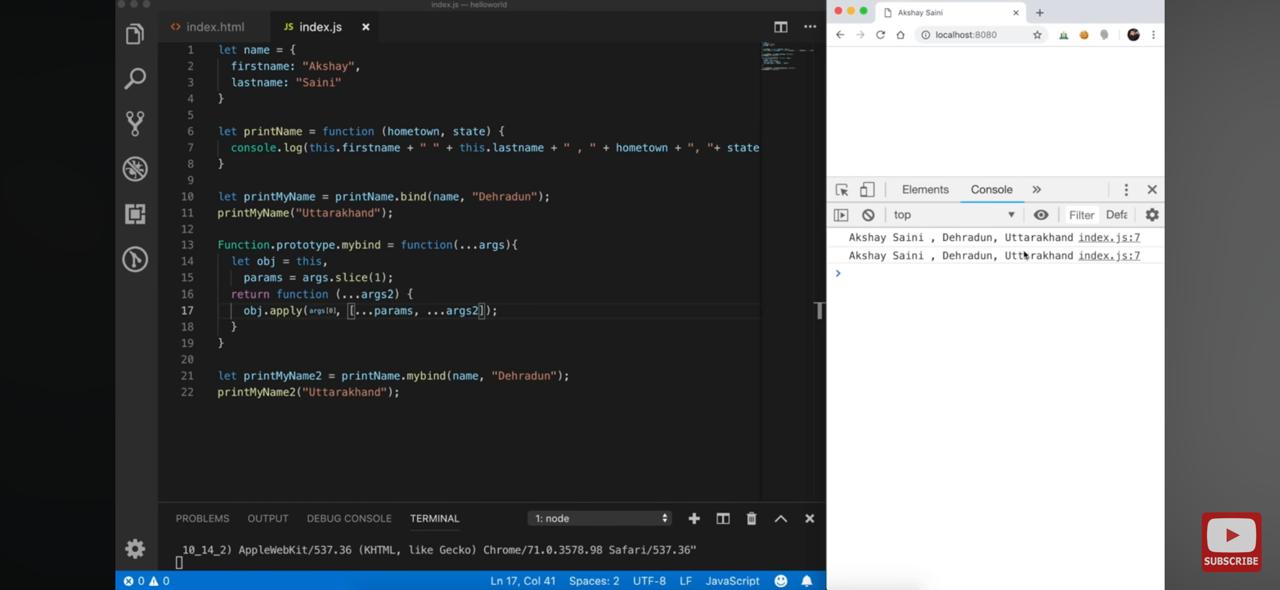 index.js — helloworld
index.html
JS index.js
1 let name = {
2 firstname: "Akshay",
3 lastname: "Saini"
4 }
5
6 let printName = function (hometown, state) {
7 console.log(this.firstname + " " + this.lastname + " , " + hometown + ", "+ state
8 }
9
10 let printMyName = printName.bind(name, "Dehradun");
11 printMyName("Uttarakhand");
12
13 Function.prototype.mybind = function(...args){
14 let obj = this,
15 params = args.slice(1);
16 return function (...args2) {
17 obj.apply(args[0], [...params, ...args2]);
18 }
19 }
20
21 let printMyName2 = printName.mybind(name, "Dehradun");
22 printMyName2("Uttarakhand");
PROBLEMS OUTPUT DEBUG CONSOLE TERMINAL 1: node
10_14_2) AppleWebKit/537.36 (KHTML, like Gecko) Chrome/71.0.3578.98 Safari/537.36"
0 0 Ln 17, Col 41 Spaces: 2 UTF-8 LF JavaScript
Akshay Saini
localhost:8080
Elements Console »
top Filter Defa
Akshay Saini , Dehradun, Uttarakhand index.js:7
Akshay Saini , Dehradun, Uttarakhand index.js:7
T
SUBSCRIBE